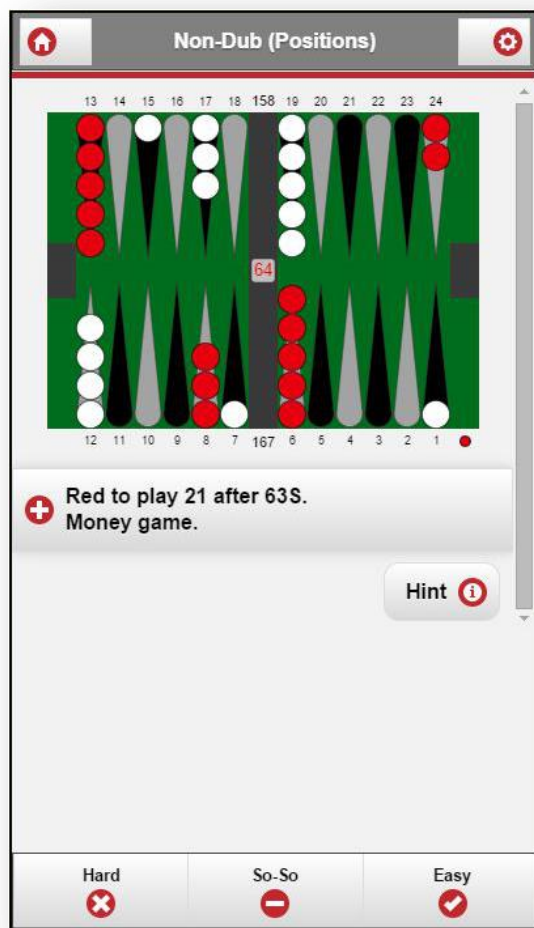 Non-Dub (Positions)
13 14 15 16 17 18 158 19 20 21 22 23 24
64
12 11 10 9 8 7 167 6 5 4 3 2 1
Red to play 21 after 63S.
Money game.
Hint
Hard So-So Easy